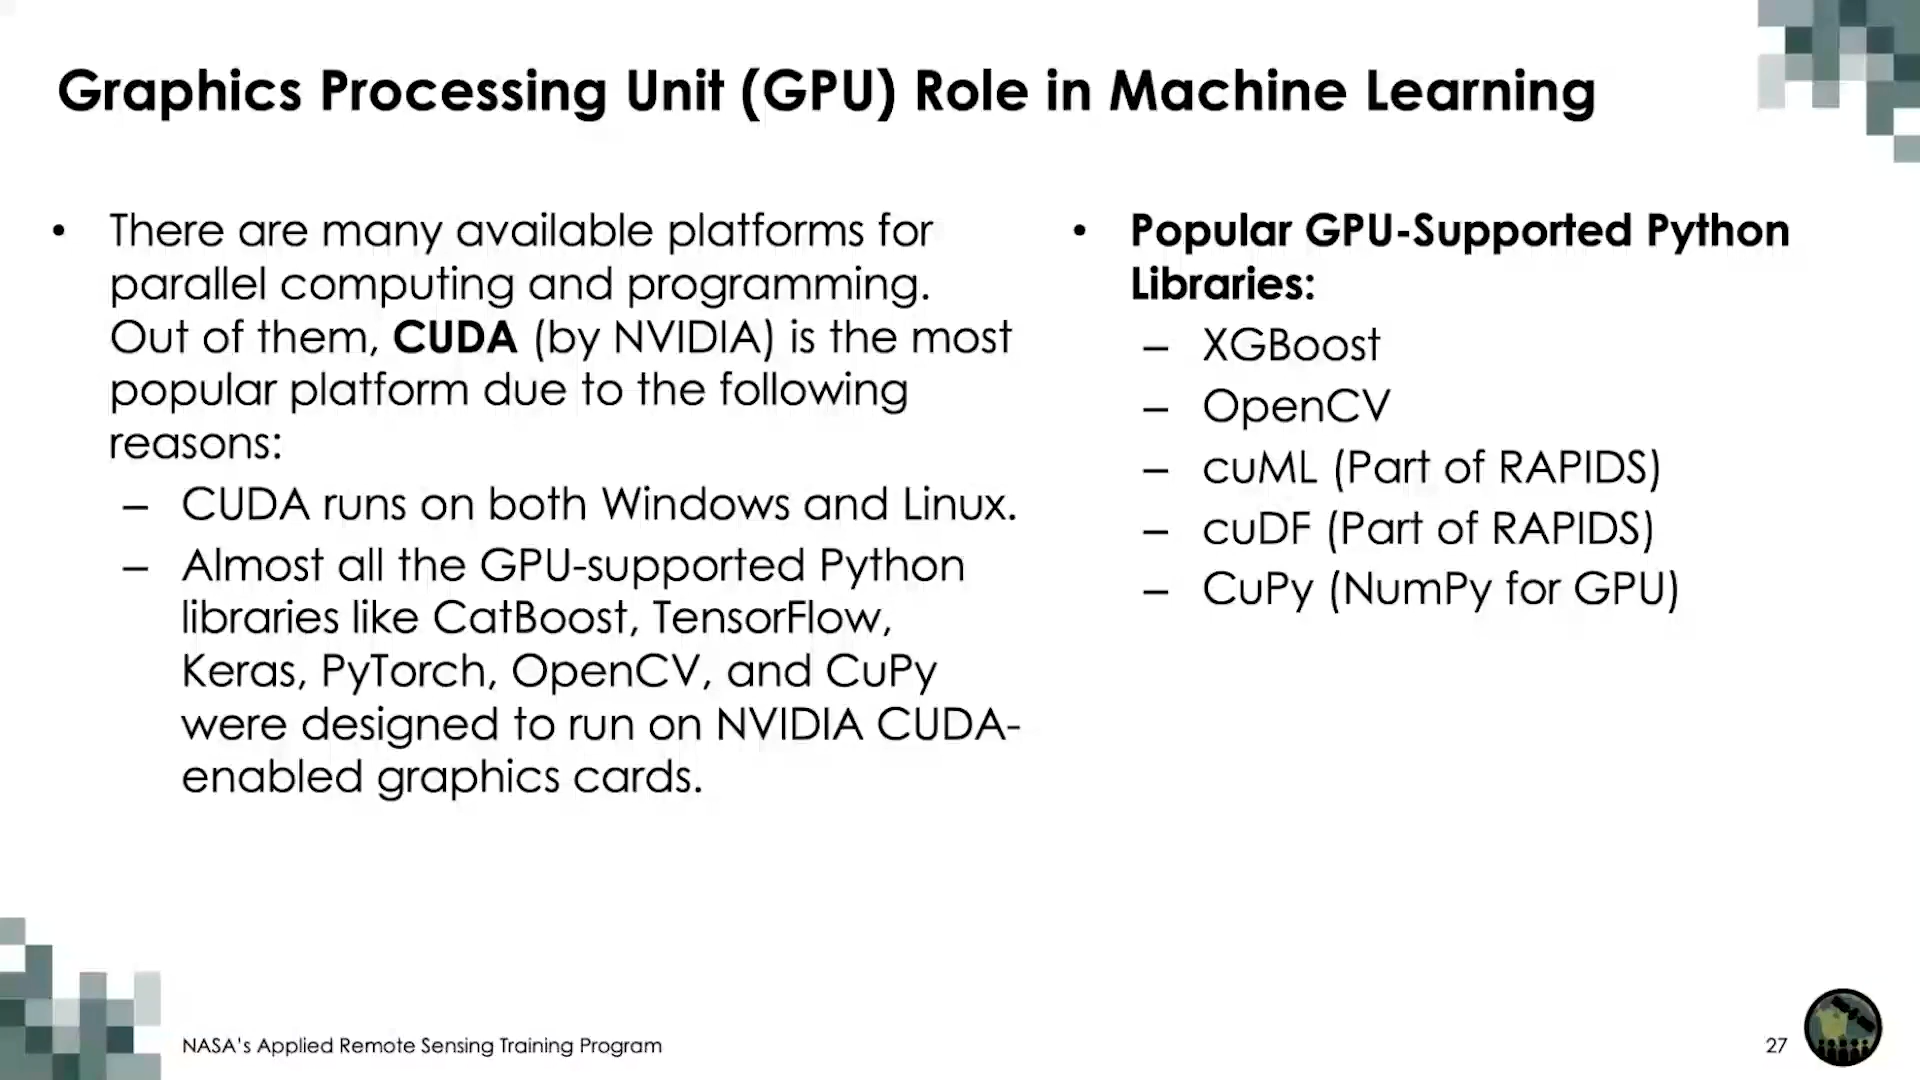 Graphics Processing Unit (GPU) Role in Machine Learning
• There are many available platforms for
parallel computing and programming.
Out of them, CUDA (by NVIDIA) is the most
popular platform due to the following
reasons:
– CUDA runs on both Windows and Linux.
– Almost all the GPU-supported Python
libraries like CatBoost, TensorFlow,
Keras, PyTorch, OpenCV, and CuPy
were designed to run on NVIDIA CUDA-
enabled graphics cards.
• Popular GPU-Supported Python
Libraries:
– XGBoost
– OpenCV
– cuML (Part of RAPIDS)
– cuDF (Part of RAPIDS)
– CuPy (NumPy for GPU)
NASA's Applied Remote Sensing Training Program
27